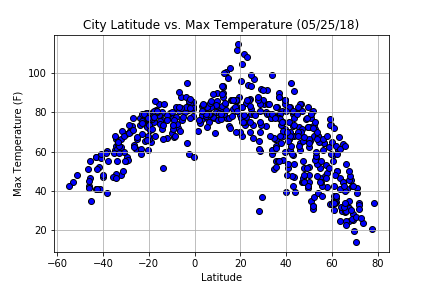 City Latitude vs. Max Temperature (05/25/18)
Max Temperature (F)
100
80
60
40
20
−60 −40 −20 0 20 40 60 80
Latitude